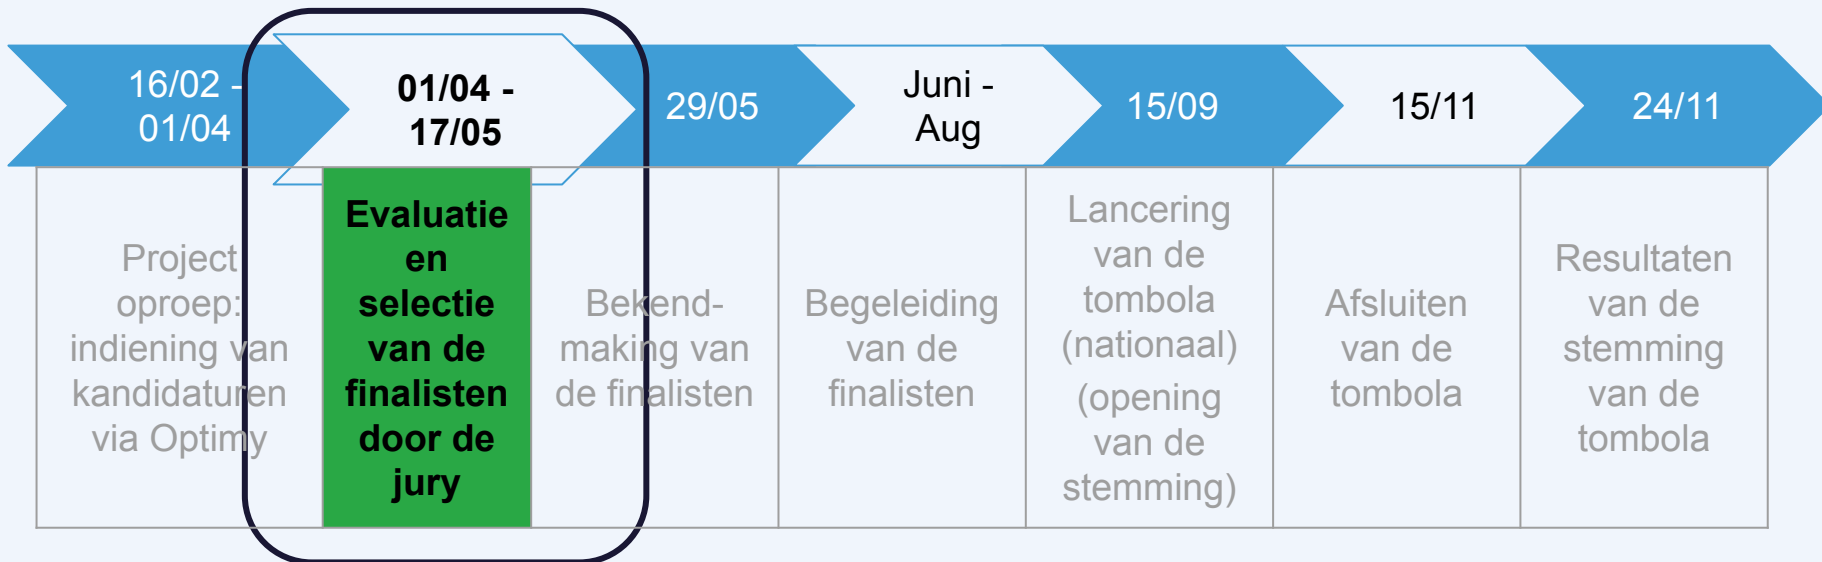 16/02 -
01/04
01/04 -
17/05
29/05
Juni -
Aug
15/09
15/11
24/11
Project
oproep:
indiening van
kandidaturen
via Optimy
Evaluatie
en
selectie
van de
finalisten
door de
jury
Bekend-
making van
de finalisten
Begeleiding
van de
finalisten
Lancering
van de
tombola
(nationaal)
(opening
van de
stemming)
Afsluiten
van de
tombola
Resultaten
van de
stemming
van de
tombola